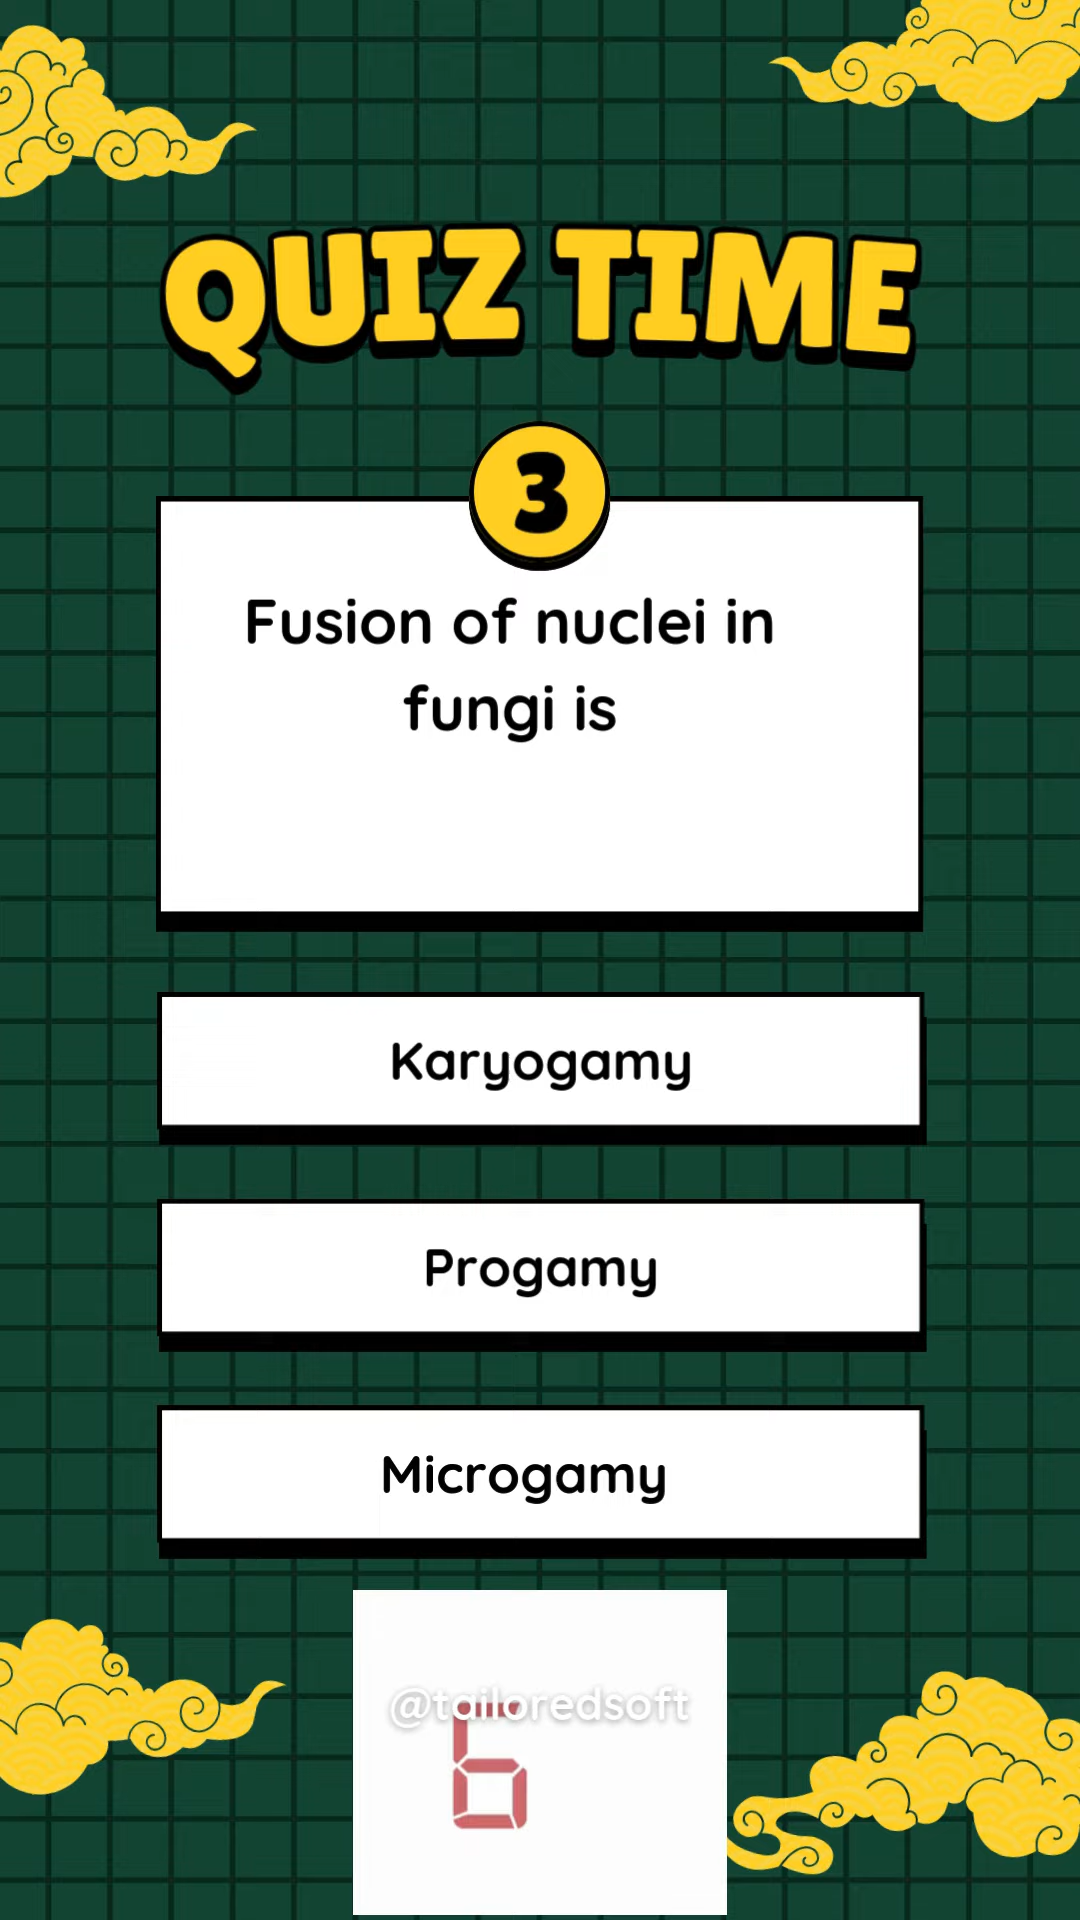 QUIZ TIME
3
Fusion of nuclei in
fungi is
Karyogamy
Progamy
Microgamy
@tailoredsoft
6